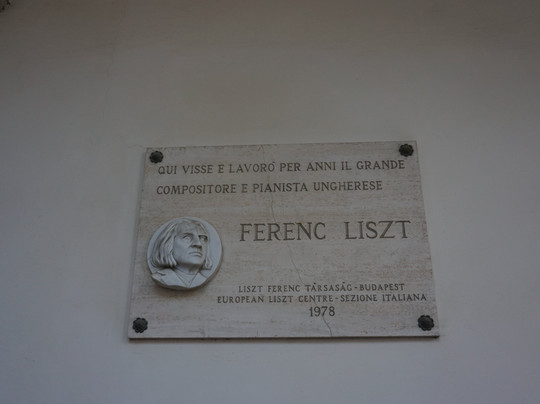 QUI VISSE E LAVORÓ PER ANNI IL GRANDE
COMPOSITORE E PIANISTA UNGHERESE
FERENC LISZT
LISZT FERENC TÁRSASÁG - BUDAPEST
EUROPEAN LISZT CENTRE - SEZIONE ITALIANA
1978